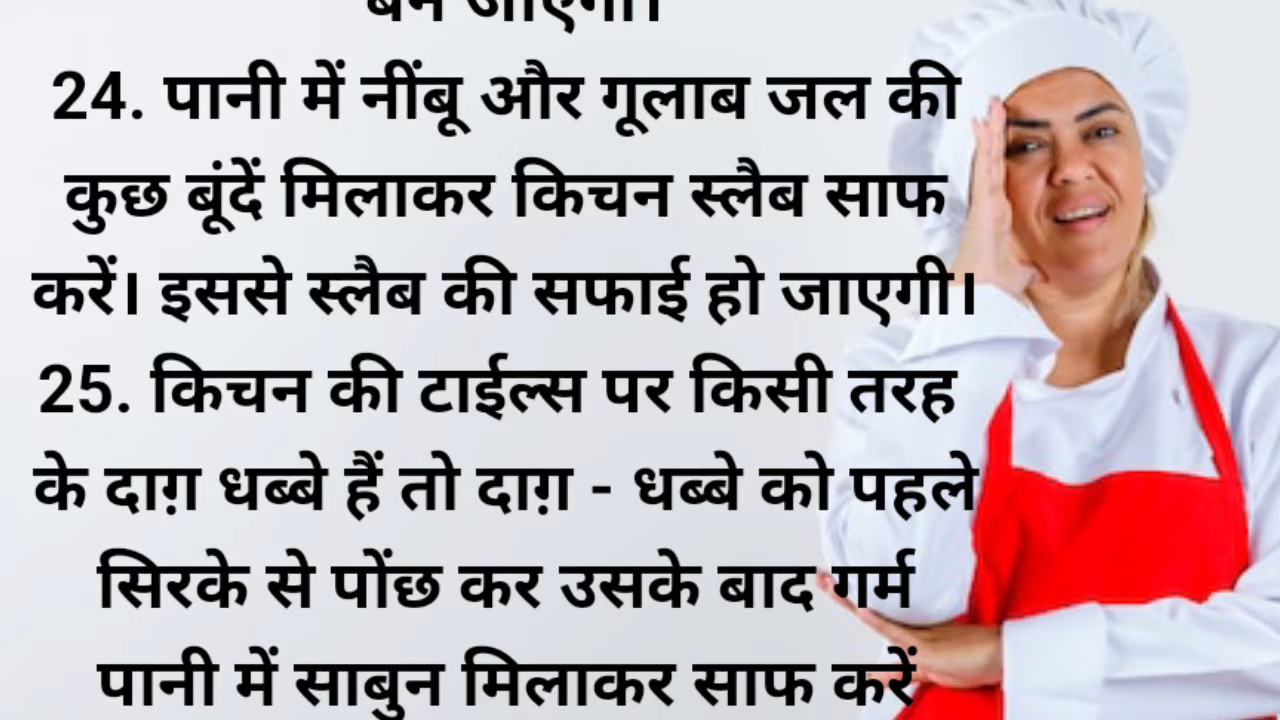 जाएगी।
24. पानी में नींबू और गूलाब जल की
कुछ बूंदें मिलाकर किचन स्लैब साफ
करें। इससे स्लैब की सफाई हो जाएगी।
25. किचन की टाईल्स पर किसी तरह
के दाग़ धब्बे हैं तो दाग़ - धब्बे को पहले
सिरके से पोंछ कर उसके बाद गर्म
पानी में साबुन मिलाकर साफ करें